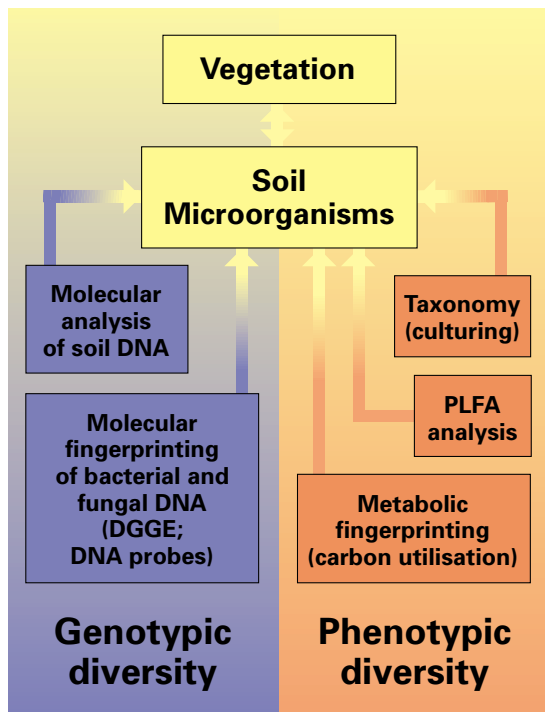 Vegetation
Soil
Microorganisms
Molecular
analysis
of soil DNA
Molecular
fingerprinting
of bacterial and
fungal DNA
(DGGE;
DNA probes)
Taxonomy
(culturing)
PLFA
analysis
Metabolic
fingerprinting
(carbon utilisation)
Genotypic
diversity
Phenotypic
diversity